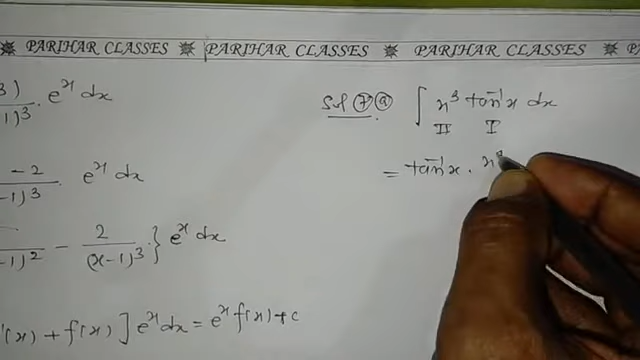 PARIHAR CLASSES ※ PARIHAR CLASSES ※ PARIHAR CLASSES ※ PA
3)/1)³ · eˣ dx
-2/-1)³ · eˣ dx
/-1)² - 2/(x-1)³ } eˣ dx
'(x) + f(x) ] eˣ dx = eˣ f(x) + c
Sol ⑦ ⓐ ∫ x³ tan⁻¹x dx
II I
= tan⁻¹x ·